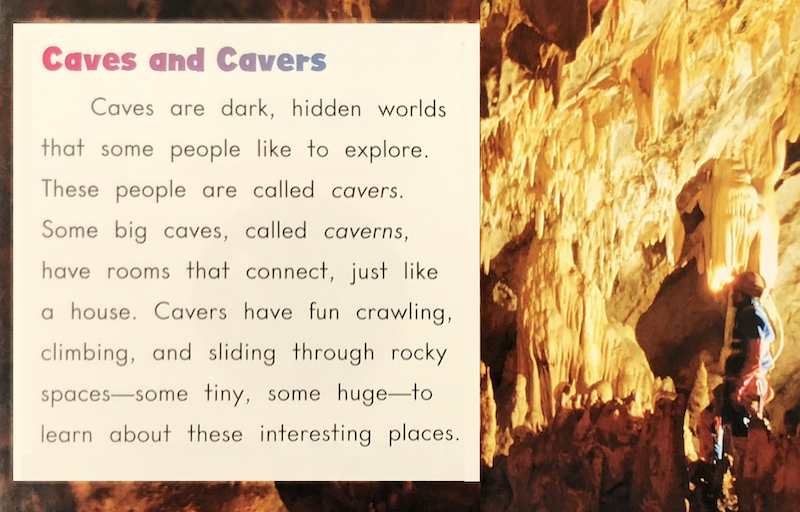 Caves and Cavers
Caves are dark, hidden worlds
that some people like to explore.
These people are called cavers.
Some big caves, called caverns,
have rooms that connect, just like
a house. Cavers have fun crawling,
climbing, and sliding through rocky
spaces—some tiny, some huge—to
learn about these interesting places.